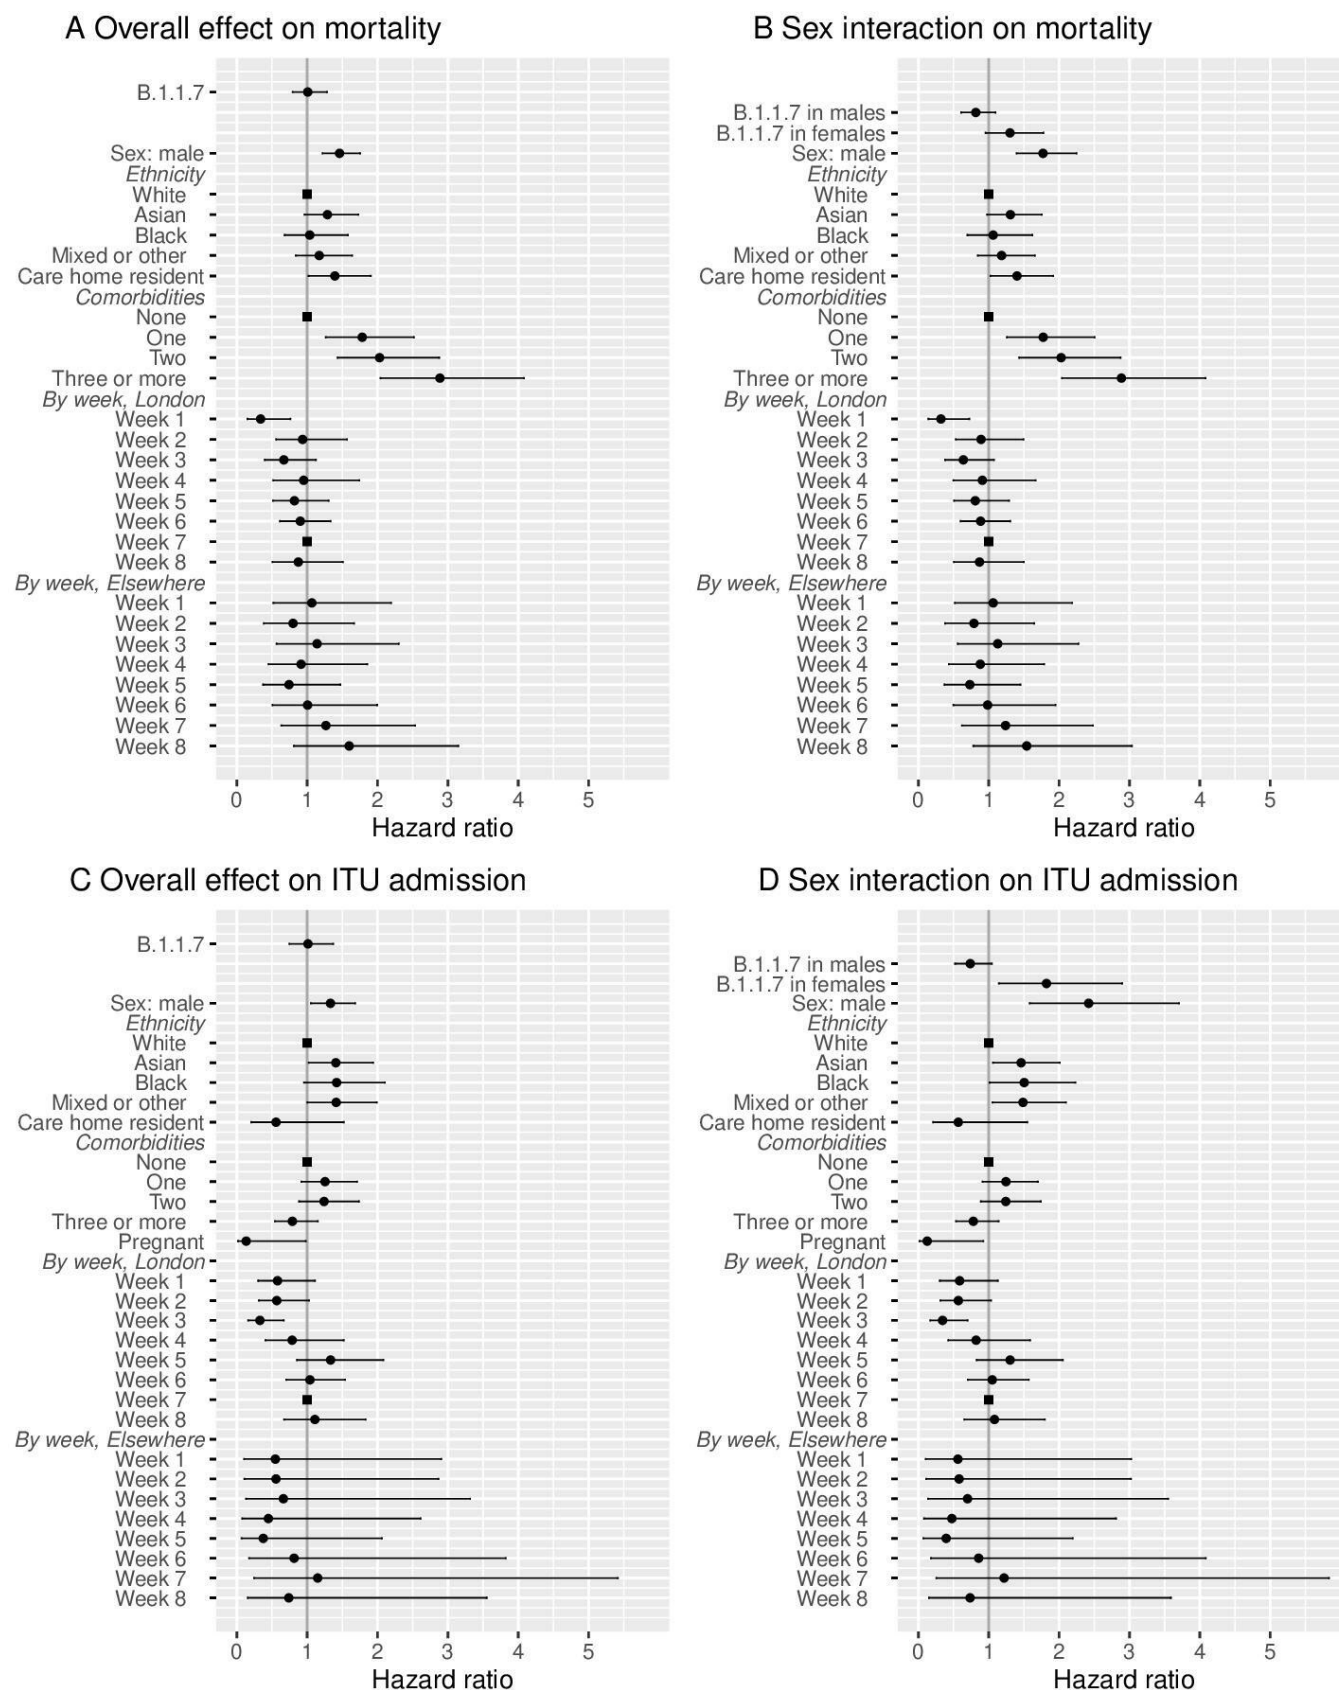 A Overall effect on mortality
B.1.1.7
Sex: male
Ethnicity
White
Asian
Black
Mixed or other
Care home resident
Comorbidities
None
One
Two
Three or more
By week, London
Week 1
Week 2
Week 3
Week 4
Week 5
Week 6
Week 7
Week 8
By week, Elsewhere
Week 1
Week 2
Week 3
Week 4
Week 5
Week 6
Week 7
Week 8
0 1 2 3 4 5
Hazard ratio
B Sex interaction on mortality
B.1.1.7 in males
B.1.1.7 in females
Sex: male
Ethnicity
White
Asian
Black
Mixed or other
Care home resident
Comorbidities
None
One
Two
Three or more
By week, London
Week 1
Week 2
Week 3
Week 4
Week 5
Week 6
Week 7
Week 8
By week, Elsewhere
Week 1
Week 2
Week 3
Week 4
Week 5
Week 6
Week 7
Week 8
0 1 2 3 4 5
Hazard ratio
C Overall effect on ITU admission
B.1.1.7
Sex: male
Ethnicity
White
Asian
Black
Mixed or other
Care home resident
Comorbidities
None
One
Two
Three or more
Pregnant
By week, London
Week 1
Week 2
Week 3
Week 4
Week 5
Week 6
Week 7
Week 8
By week, Elsewhere
Week 1
Week 2
Week 3
Week 4
Week 5
Week 6
Week 7
Week 8
0 1 2 3 4 5
Hazard ratio
D Sex interaction on ITU admission
B.1.1.7 in males
B.1.1.7 in females
Sex: male
Ethnicity
White
Asian
Black
Mixed or other
Care home resident
Comorbidities
None
One
Two
Three or more
Pregnant
By week, London
Week 1
Week 2
Week 3
Week 4
Week 5
Week 6
Week 7
Week 8
By week, Elsewhere
Week 1
Week 2
Week 3
Week 4
Week 5
Week 6
Week 7
Week 8
0 1 2 3 4 5
Hazard ratio